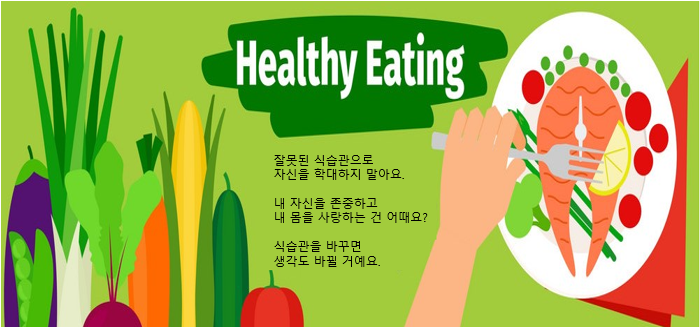 Healthy Eating
잘못된 식습관으로
자신을 학대하지 말아요.
내 자신을 존중하고
내 몸을 사랑하는 건 어때요?
식습관을 바꾸면
생각도 바뀔 거예요.